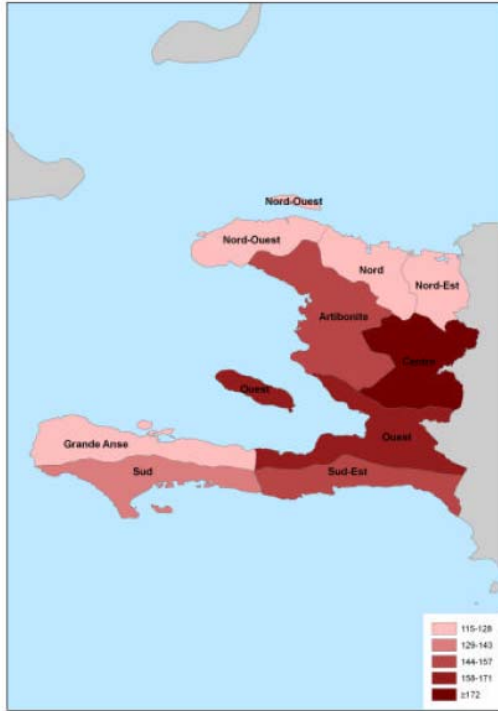 Nord-Ouest
Nord-Ouest
Nord
Nord-Est
Artibonite
Centre
Ouest
Ouest
Grande Anse
Sud
Sud-Est
115-128
129-143
144-157
158-171
≥172